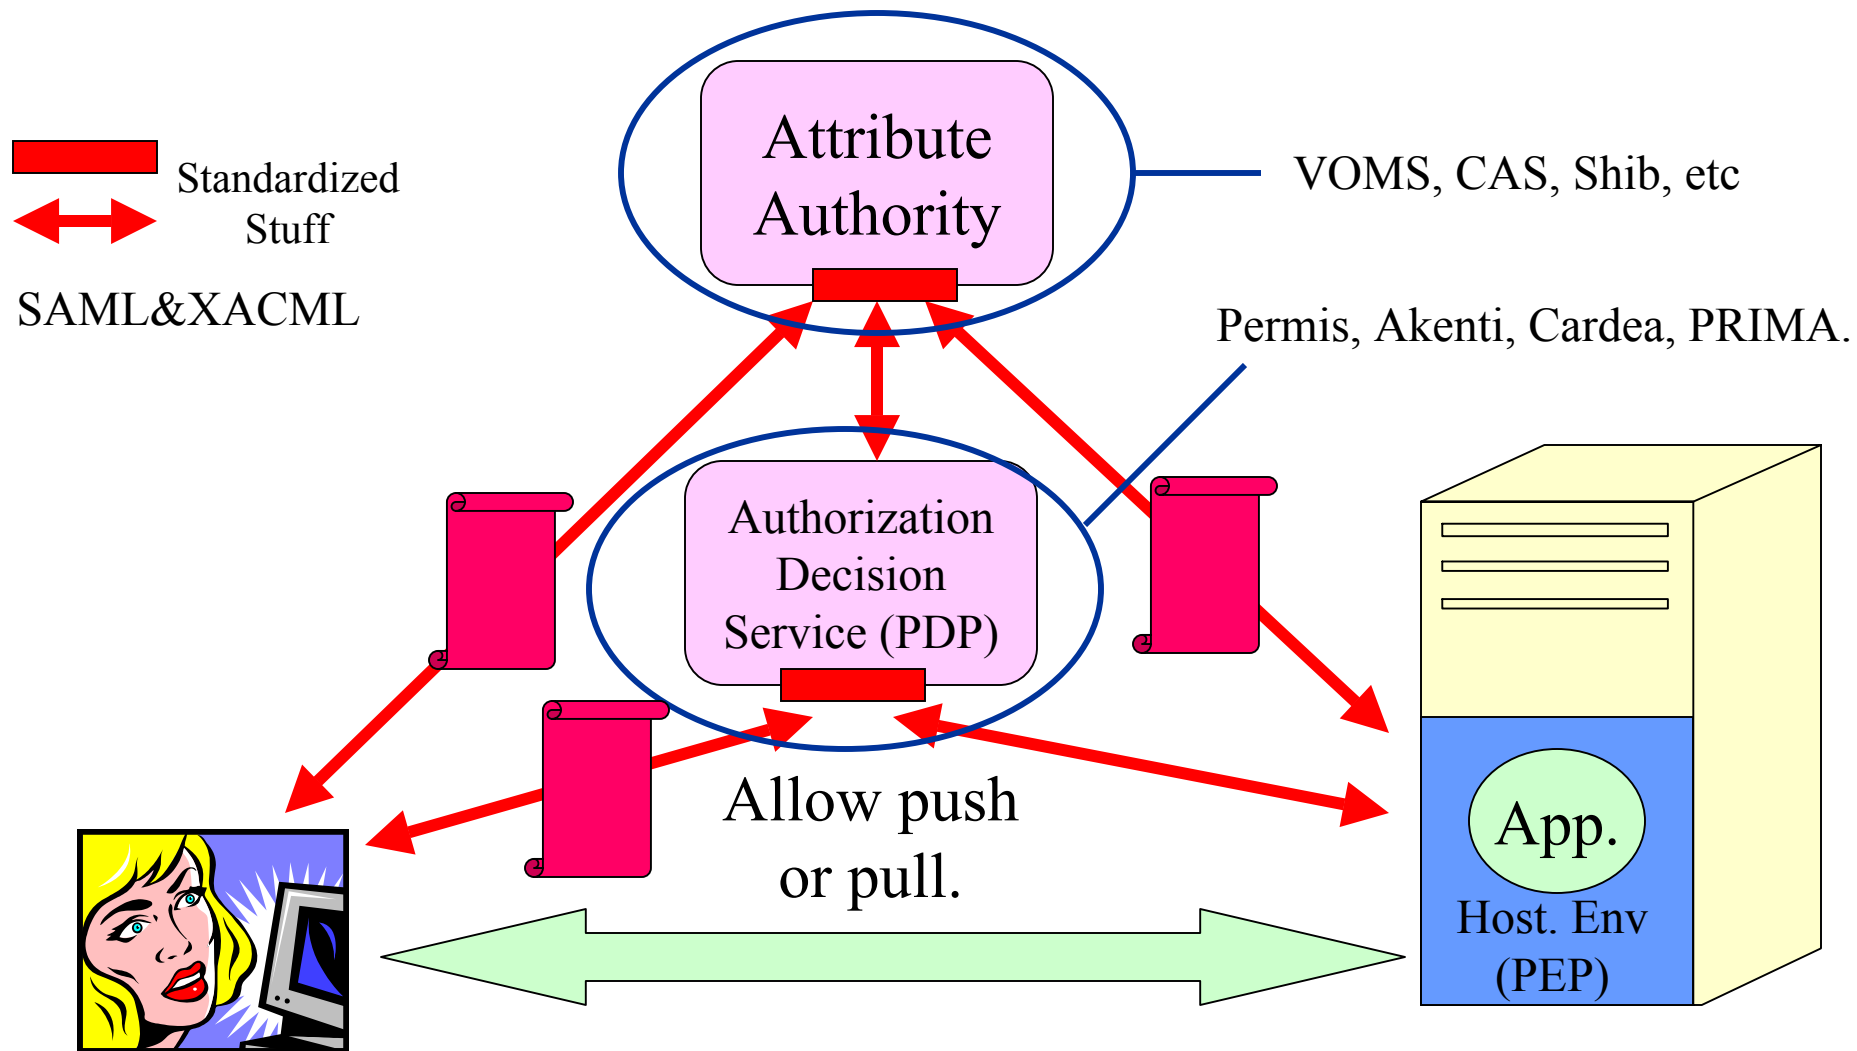 Attribute
Authority
Standardized
Stuff
SAML&XACML
VOMS, CAS, Shib, etc
Permis, Akenti, Cardea, PRIMA.
Authorization
Decision
Service (PDP)
Allow push
or pull.
App.
Host. Env
(PEP)